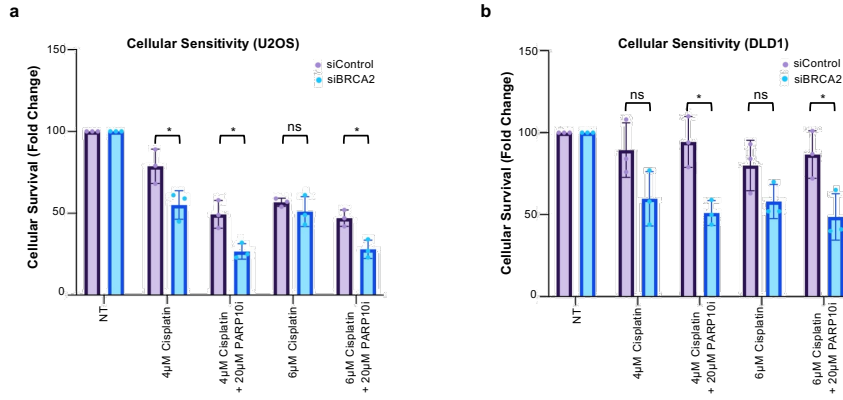 a
Cellular Sensitivity (U2OS)
Cellular Survival (Fold Change)
150
100
50
0
siControl
siBRCA2
*
*
ns
*
NT
4μM Cisplatin
4μM Cisplatin
+ 20μM PARP10i
6μM Cisplatin
6μM Cisplatin
+ 20μM PARP10i
b
Cellular Sensitivity (DLD1)
Cellular Survival (Fold Change)
150
100
50
0
siControl
siBRCA2
ns
*
ns
*
NT
4μM Cisplatin
4μM Cisplatin
+ 20μM PARP10i
6μM Cisplatin
6μM Cisplatin
+ 20μM PARP10i